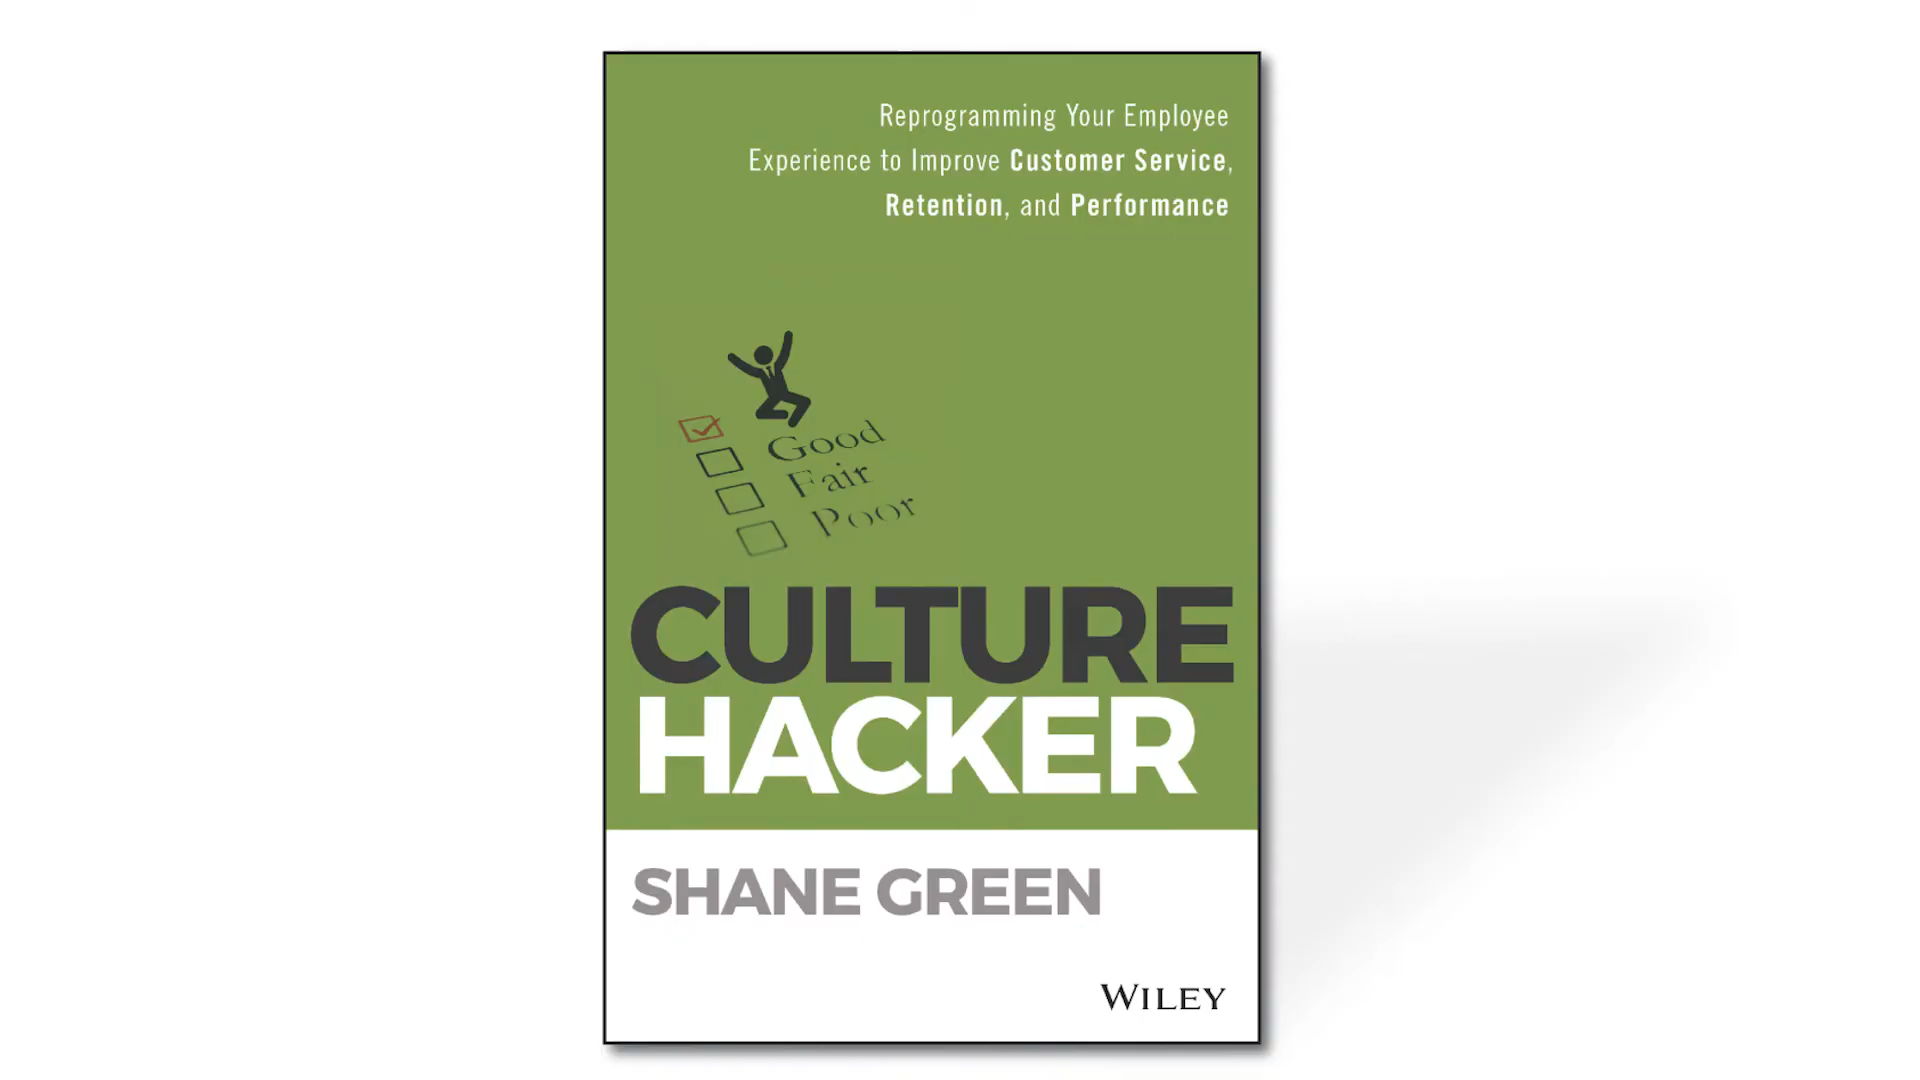 Reprogramming Your Employee
Experience to Improve Customer Service,
Retention, and Performance
Good
Fair
Poor
CULTURE
HACKER
SHANE GREEN
WILEY